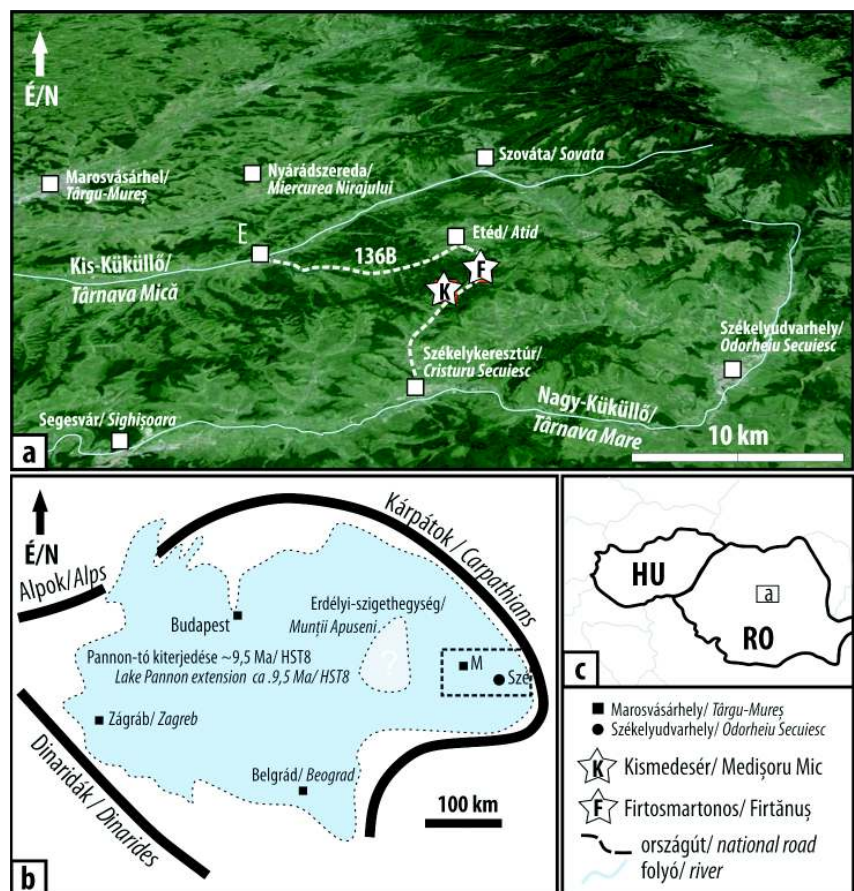 É/N
Marosvásárhel/
Târgu-Mureș
Nyárádszereda/
Miercurea Nirajului
Szováta/ Sovata
E
Etéd/ Atid
136B
F
K
Kis-Küküllő/
Târnava Mică
Székelykeresztúr/
Cristuru Secuiesc
Székelyudvarhely/
Odorheiu Secuiesc
Segesvár/ Sighișoara
Nagy-Küküllő/
Târnava Mare
10 km
a
É/N
Kárpátok / Carpathians
Alpok/Alps
Budapest
Erdélyi-szigethegység/
Munții Apuseni
?
Pannon-tó kiterjedése ~9,5 Ma/ HST8
Lake Pannon extension ca .9,5 Ma/ HST8
M
Szé
Zágráb/ Zagreb
Belgrád/ Beograd
Dinaridák / Dinarides
100 km
b
HU
a
RO
c
Marosvásárhely/ Târgu-Mureș
Székelyudvarhely/ Odorheiu Secuiesc
K Kismedesér/ Medișoru Mic
F Firtosmartonos/ Firtănuș
országút/ national road
folyó/ river